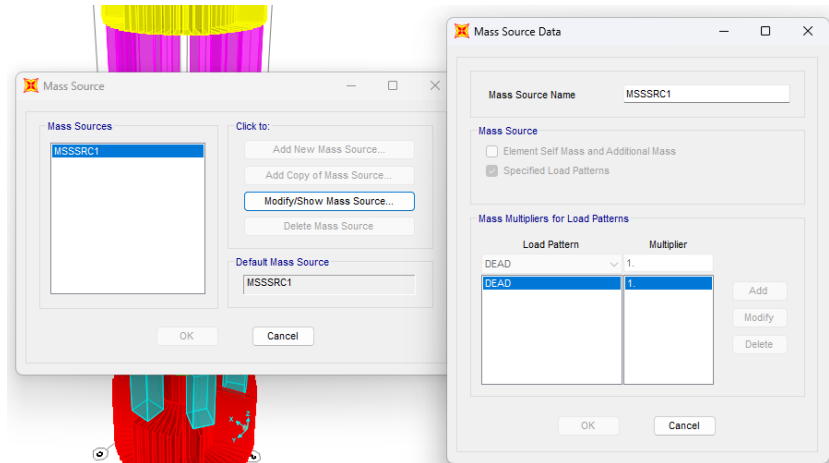 Mass Source
Mass Sources
MSSSRC1
Click to:
Add New Mass Source...
Add Copy of Mass Source...
Modify/Show Mass Source...
Delete Mass Source
Default Mass Source
MSSSRC1
OK
Cancel
Mass Source Data
Mass Source Name
MSSSRC1
Mass Source
Element Self Mass and Additional Mass
Specified Load Patterns
Mass Multipliers for Load Patterns
Load Pattern Multiplier
DEAD 1.
DEAD 1.
Add
Modify
Delete
OK
Cancel
X
Y
Z